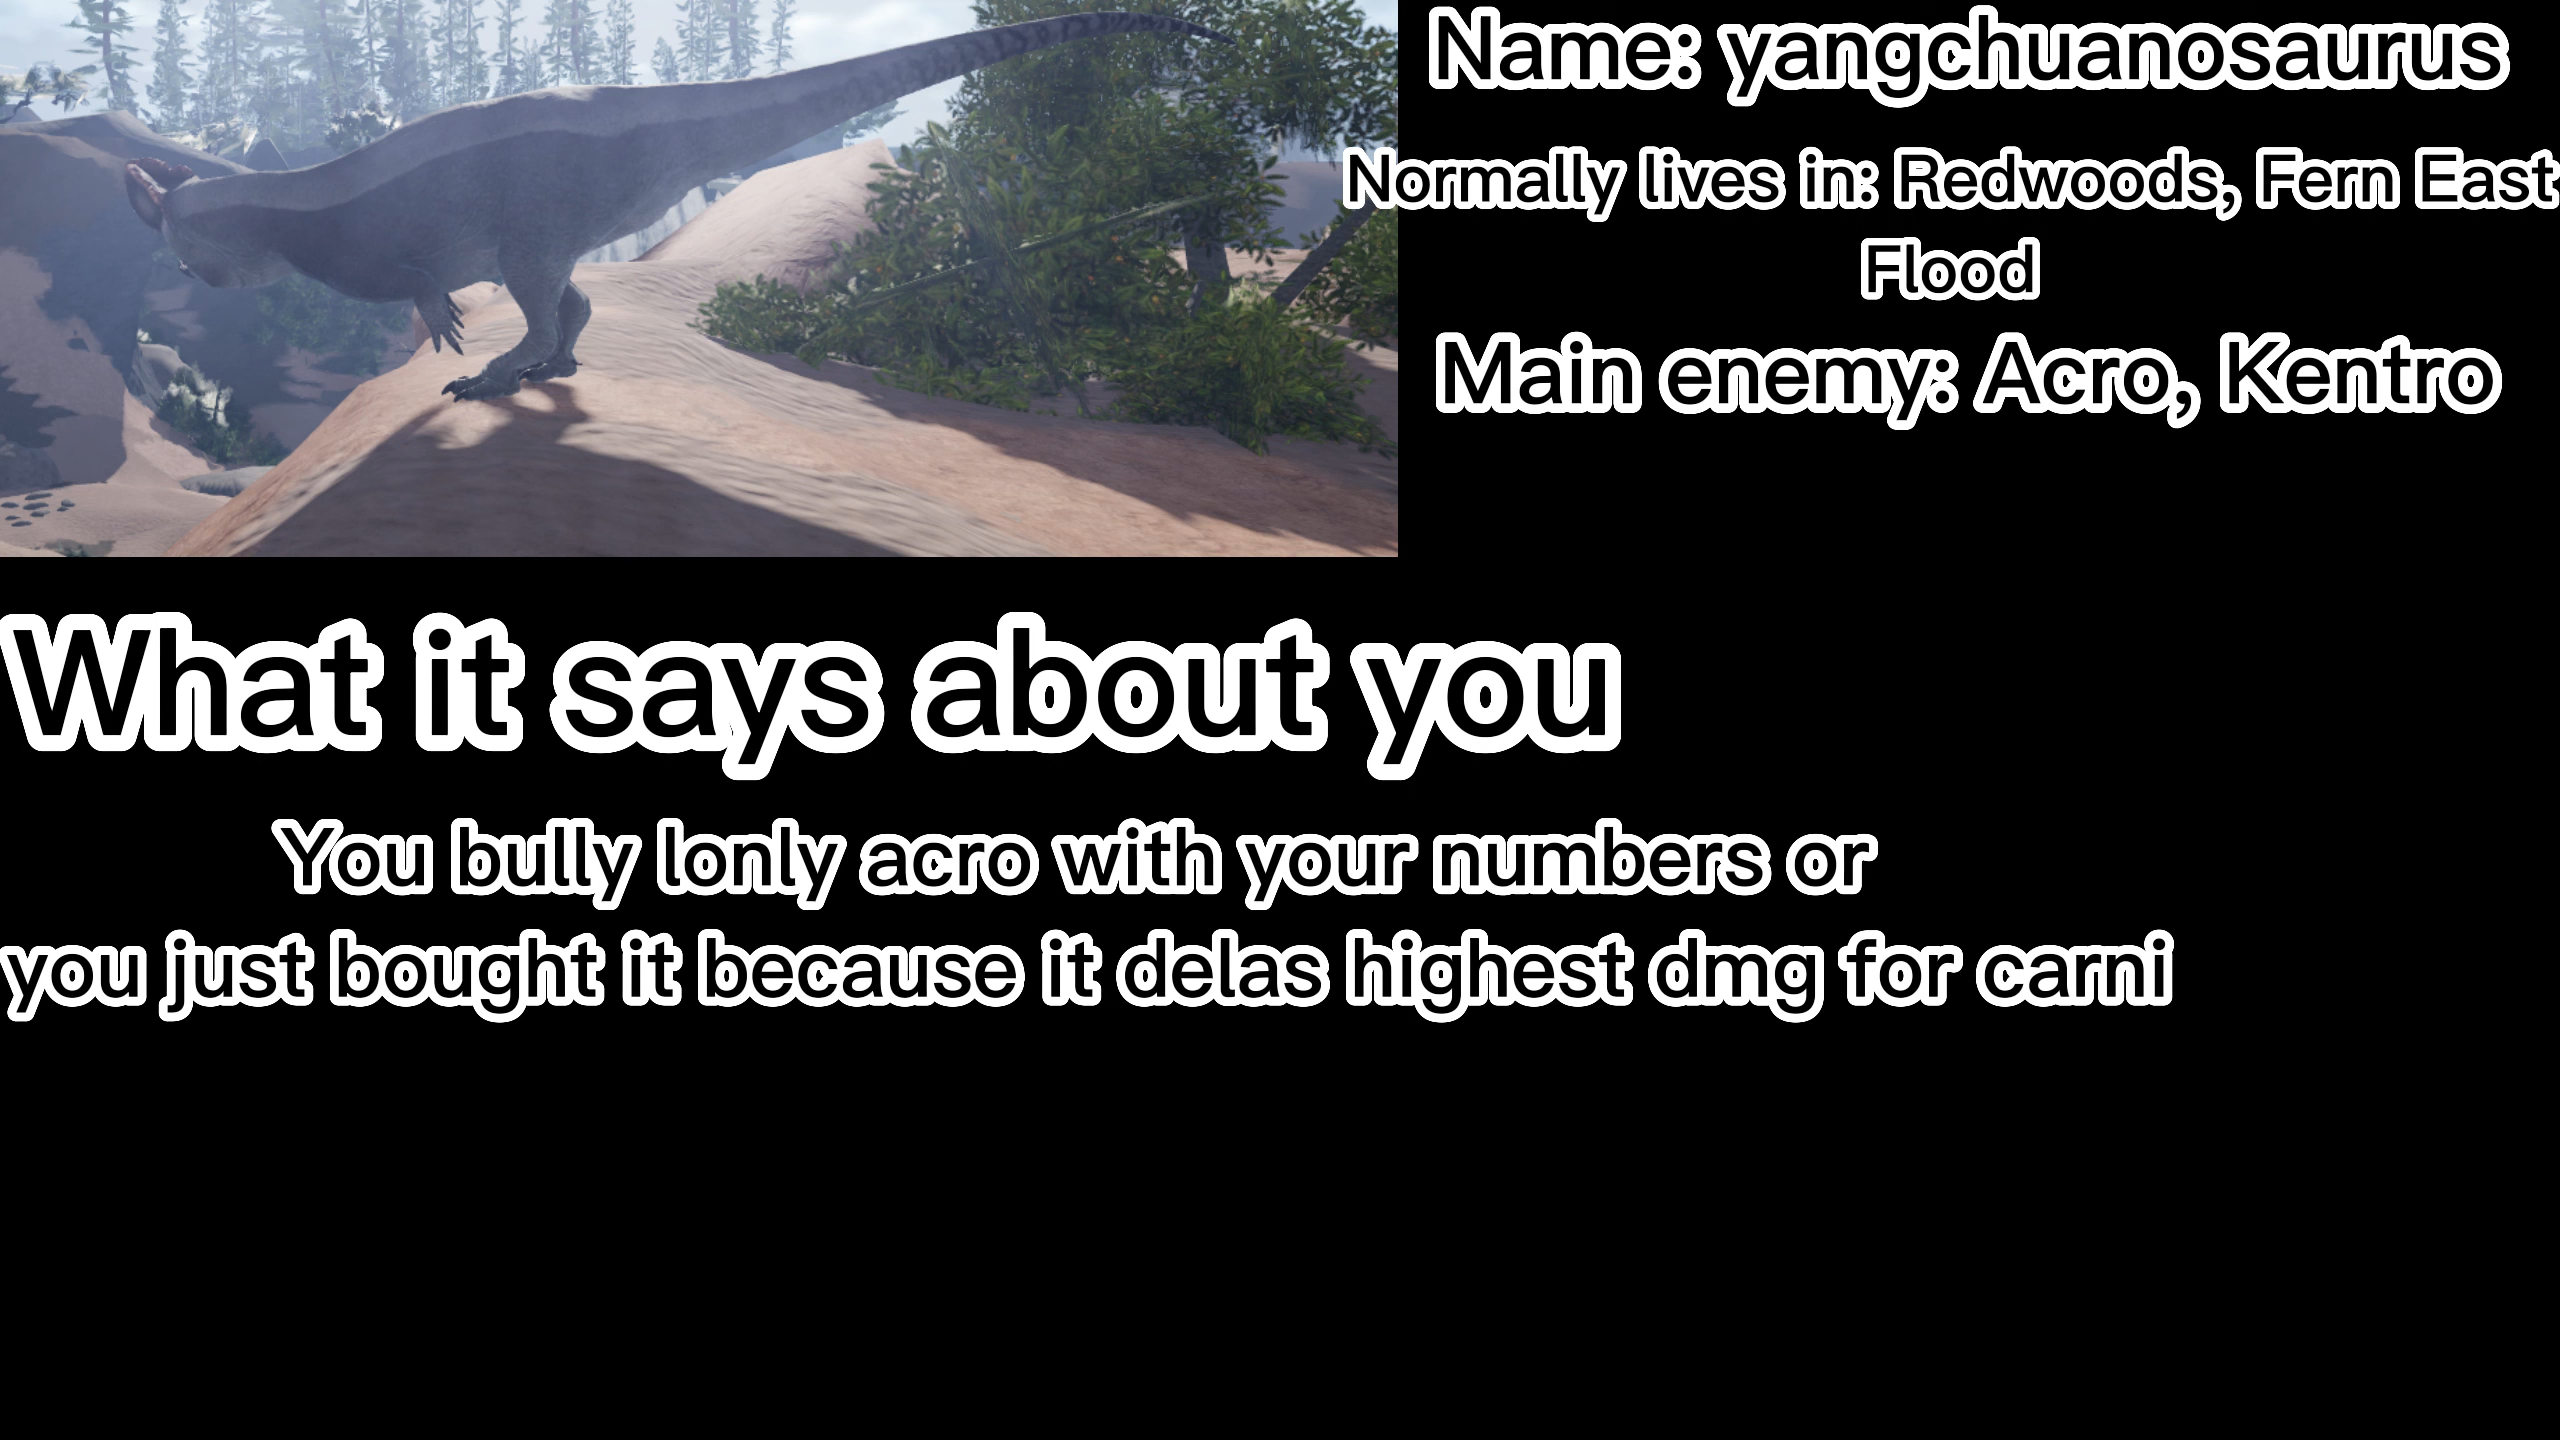 Name: yangchuanosaurus
Normally lives in: Redwoods, Fern East
Flood
Main enemy: Acro, Kentro
What it says about you
You bully lonly acro with your numbers or
you just bought it because it delas highest dmg for carni